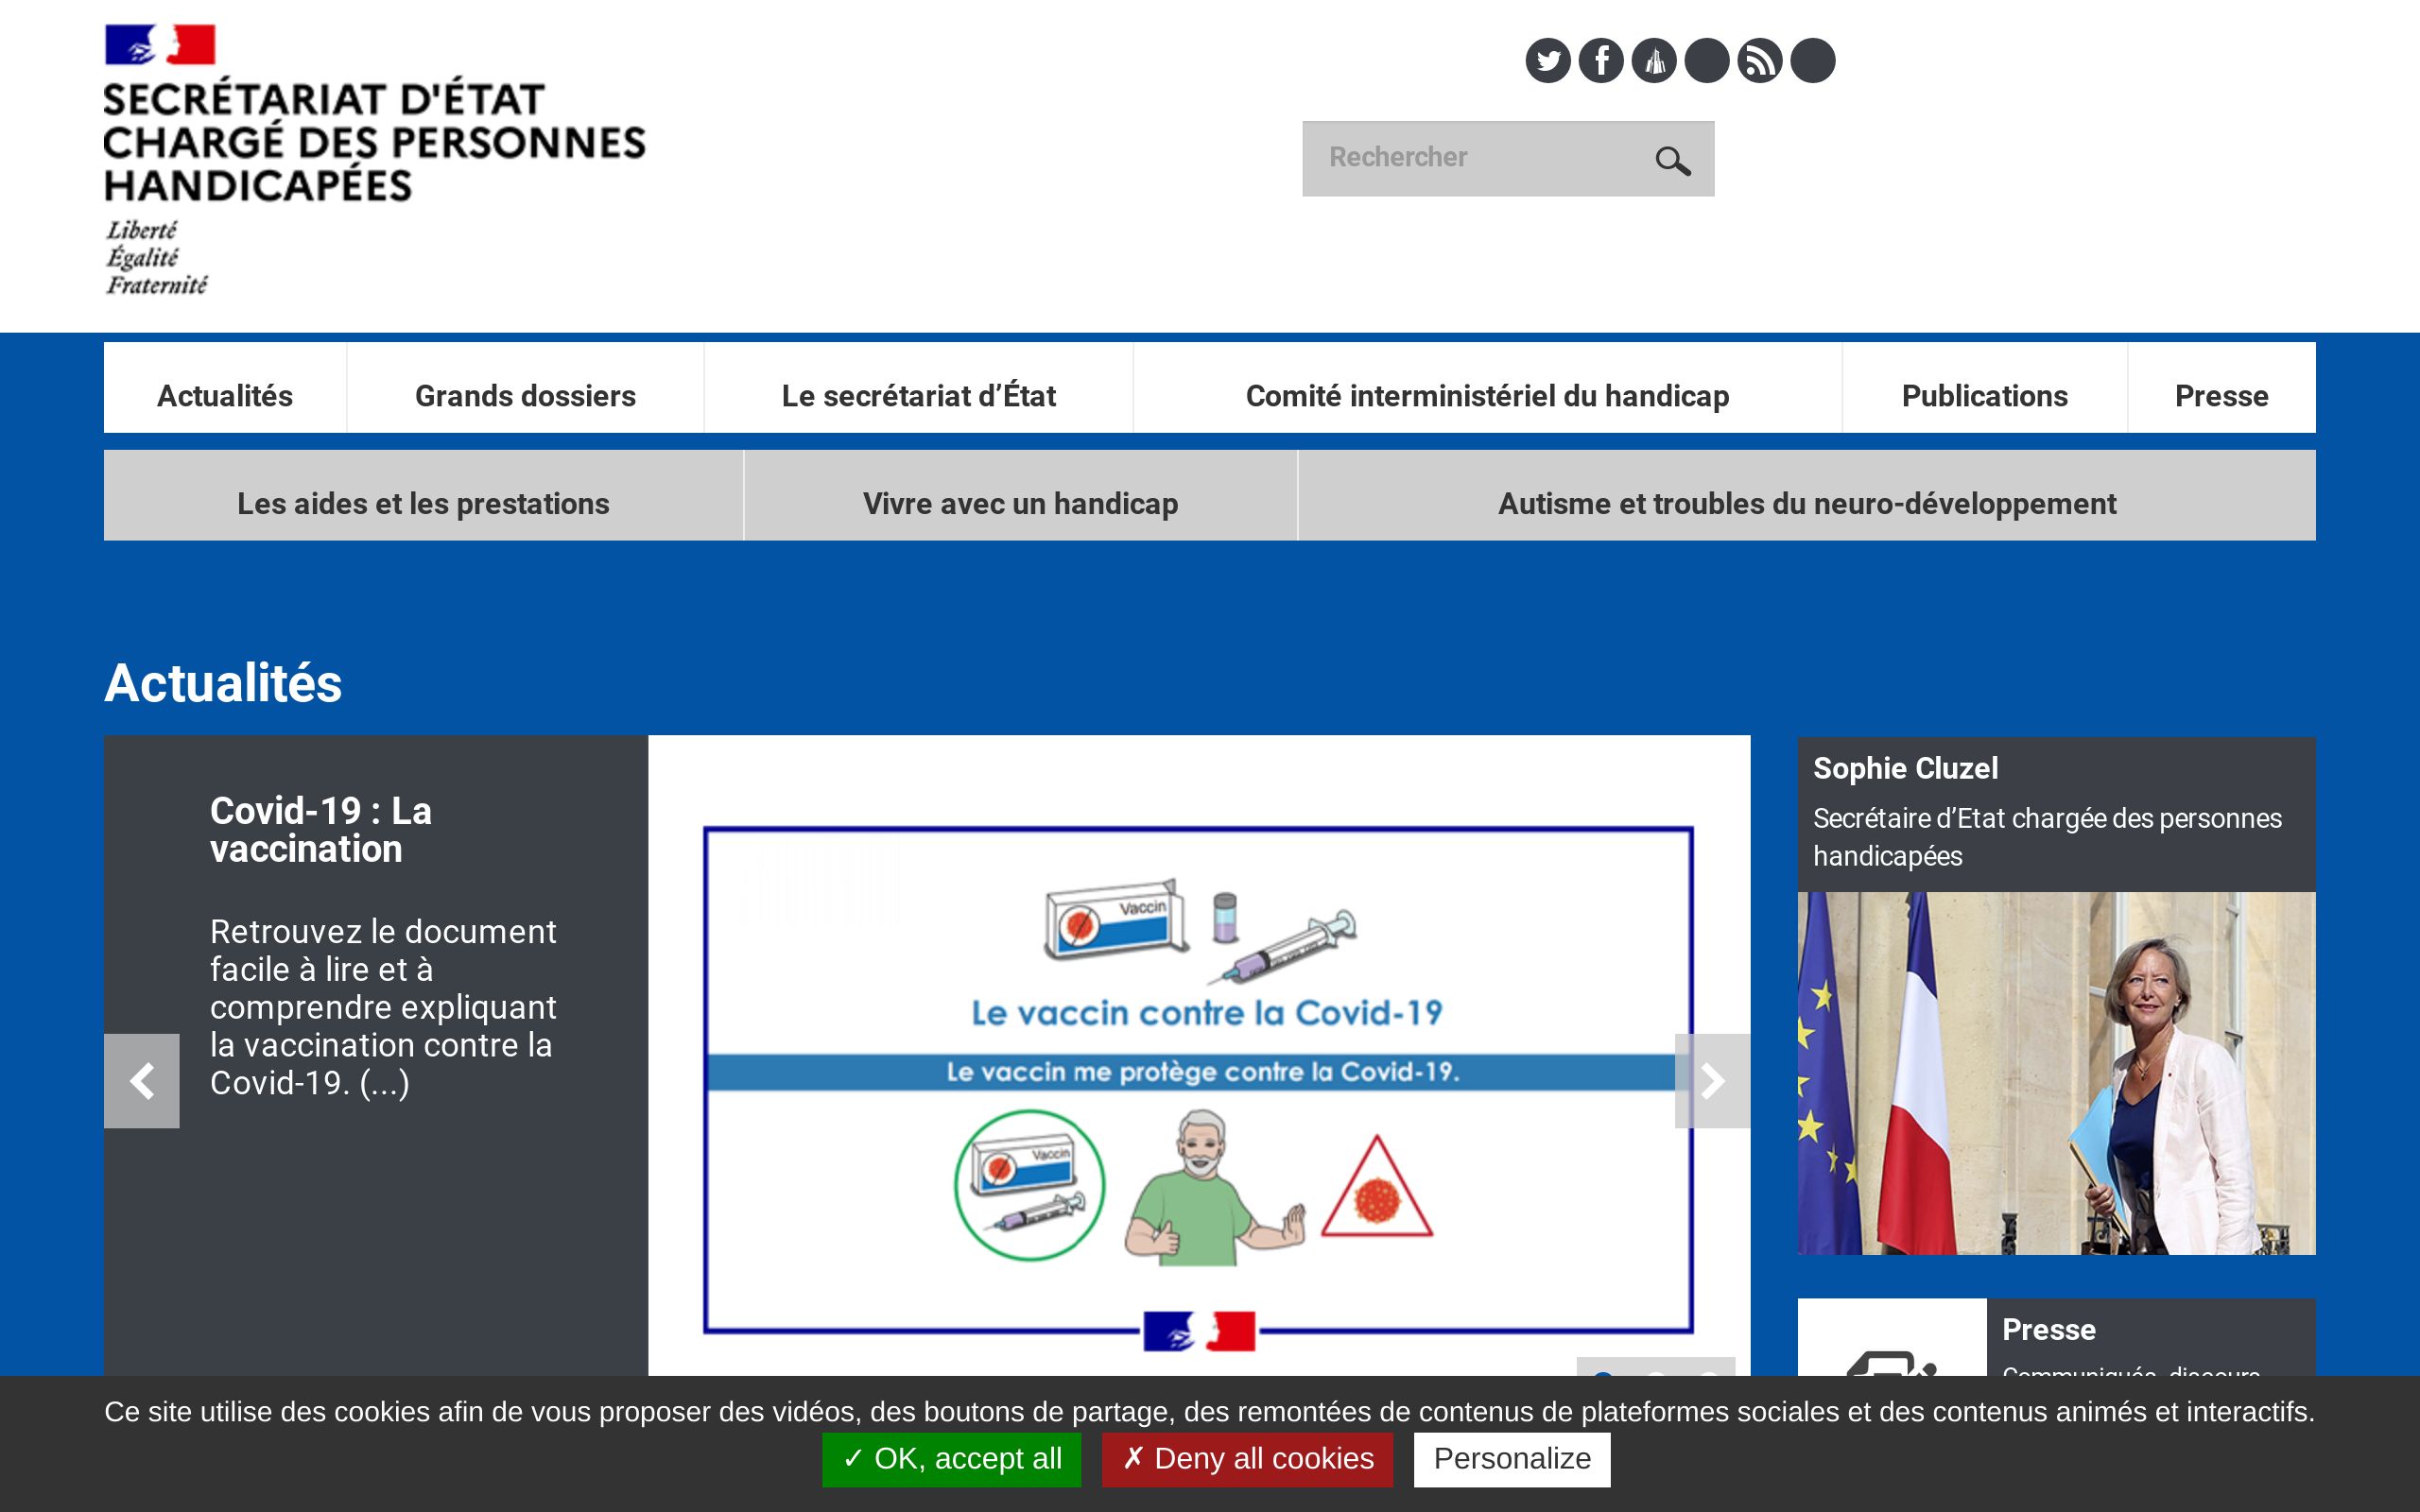 SECRÉTARIAT D'ÉTAT
CHARGÉ DES PERSONNES
HANDICAPÉES
Liberté
Égalité
Fraternité
Rechercher
Actualités
Grands dossiers
Le secrétariat d’État
Comité interministériel du handicap
Publications
Presse
Les aides et les prestations
Vivre avec un handicap
Autisme et troubles du neuro-développement
Actualités
Covid-19 : La
vaccination
Retrouvez le document
facile à lire et à
comprendre expliquant
la vaccination contre la
Covid-19. (...)
Vaccin
Le vaccin contre la Covid-19
Le vaccin me protège contre la Covid-19.
Vaccin
Sophie Cluzel
Secrétaire d’Etat chargée des personnes
handicapées
Presse
Communiqués, discours
Ce site utilise des cookies afin de vous proposer des vidéos, des boutons de partage, des remontées de contenus de plateformes sociales et des contenus animés et interactifs.
✓ OK, accept all
✗ Deny all cookies
Personalize